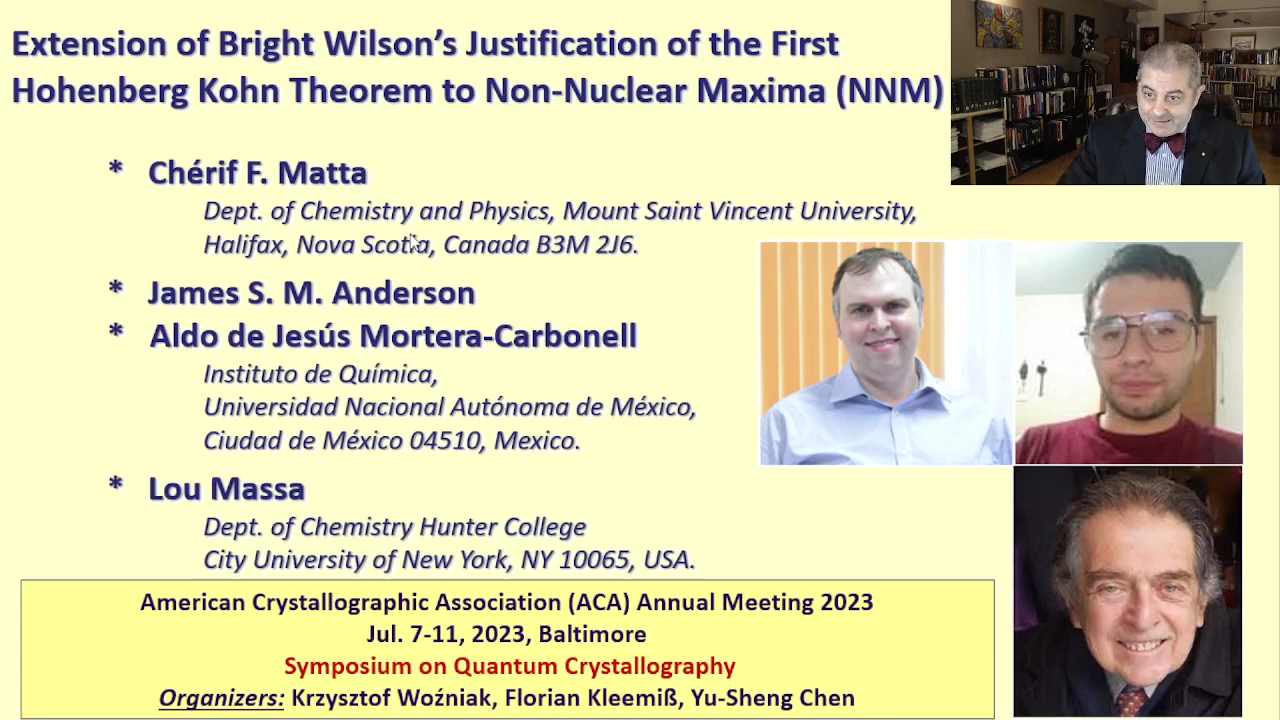 Extension of Bright Wilson's Justification of the First
Hohenberg Kohn Theorem to Non-Nuclear Maxima (NNM)
* Chérif F. Matta
Dept. of Chemistry and Physics, Mount Saint Vincent University,
Halifax, Nova Scotia, Canada B3M 2J6.
* James S. M. Anderson
* Aldo de Jesús Mortera-Carbonell
Instituto de Química,
Universidad Nacional Autónoma de México,
Ciudad de México 04510, Mexico.
* Lou Massa
Dept. of Chemistry Hunter College
City University of New York, NY 10065, USA.
American Crystallographic Association (ACA) Annual Meeting 2023
Jul. 7-11, 2023, Baltimore
Symposium on Quantum Crystallography
Organizers: Krzysztof Woźniak, Florian Kleemiß, Yu-Sheng Chen